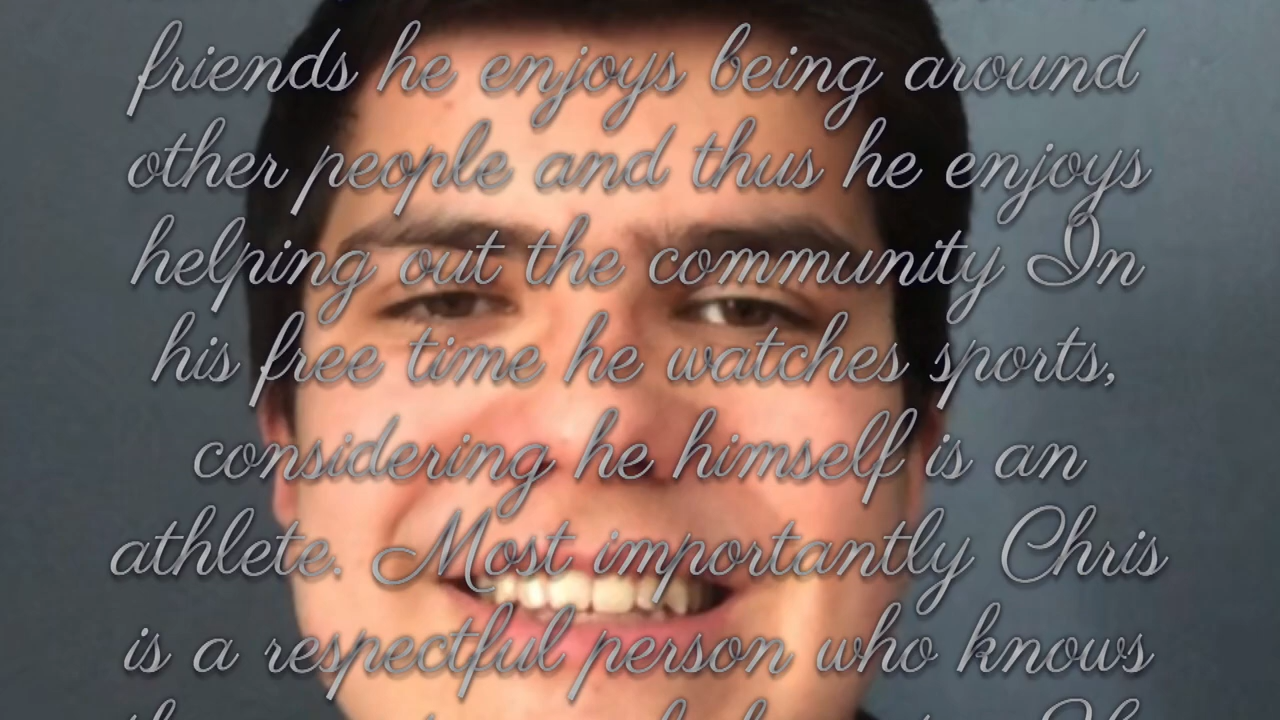 friends he enjoys being around
other people and thus he enjoys
helping out the community In
his free time he watches sports,
considering he himself is an
athlete. Most importantly Chris
is a respectful person who knows